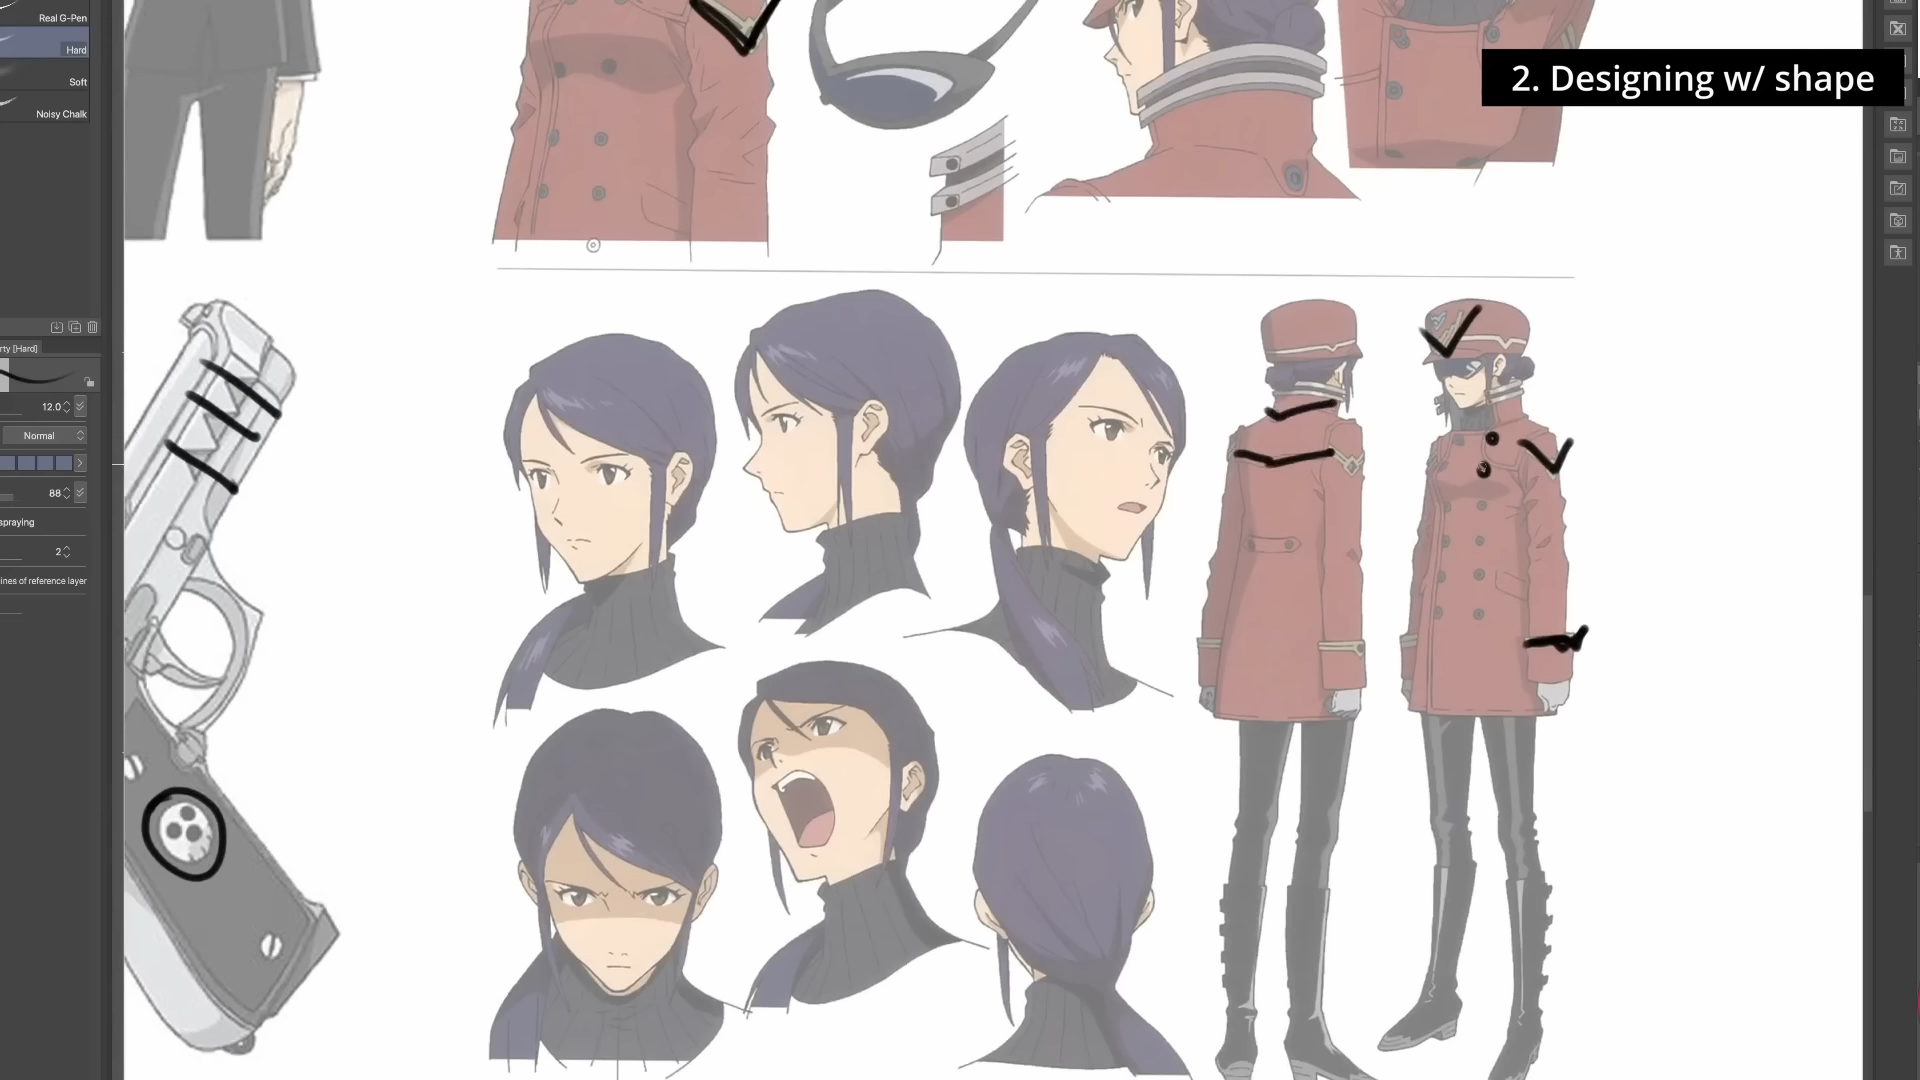 Real G-Pen
Hard
Soft
Noisy Chalk
2. Designing w/ shape
rty [Hard]
12.0
Normal
88
spraying
2
ines of reference layer